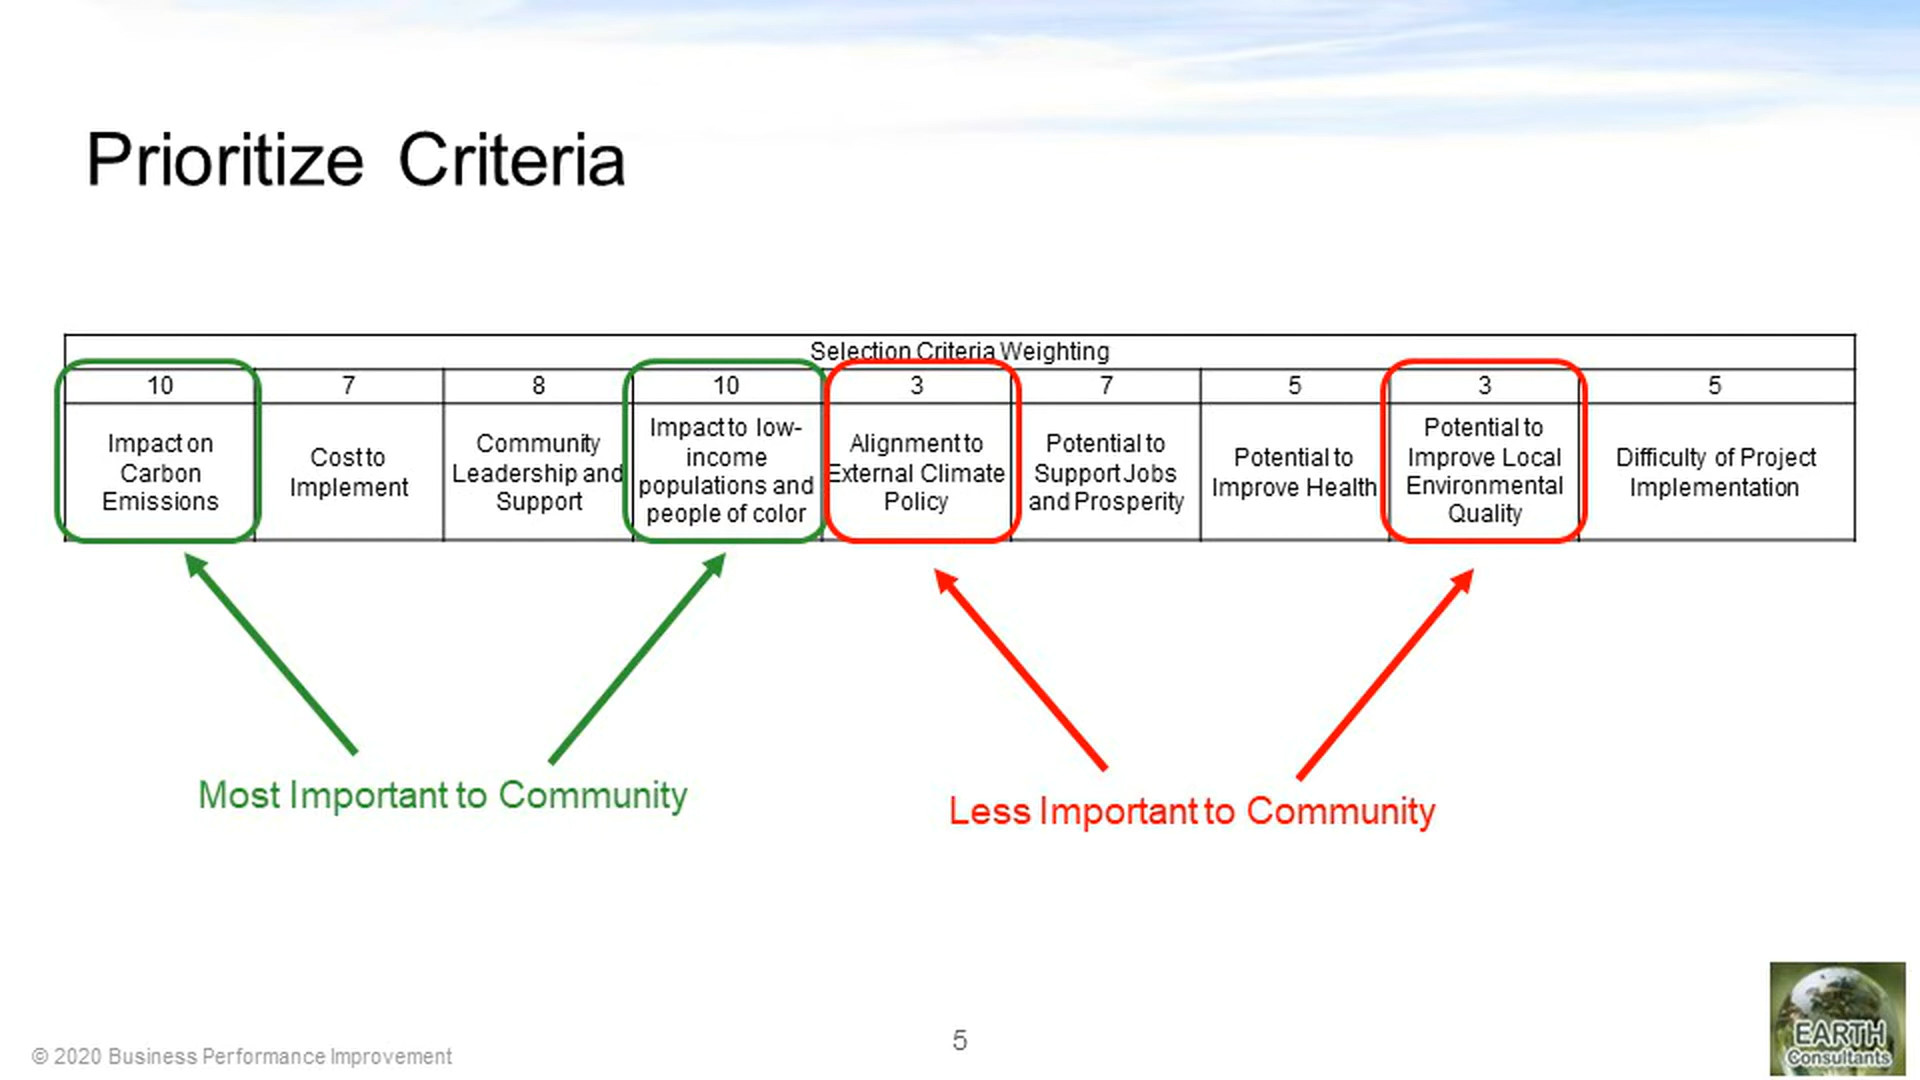 Prioritize Criteria
Selection Criteria Weighting
10
7
8
10
3
7
5
3
5
Impact on
Carbon
Emissions
Cost to
Implement
Community
Leadership and
Support
Impact to low-
income
populations and
people of color
Alignment to
External Climate
Policy
Potential to
Support Jobs
and Prosperity
Potential to
Improve Health
Potential to
Improve Local
Environmental
Quality
Difficulty of Project
Implementation
Most Important to Community
Less Important to Community
© 2020 Business Performance Improvement
5
EARTH
Consultants